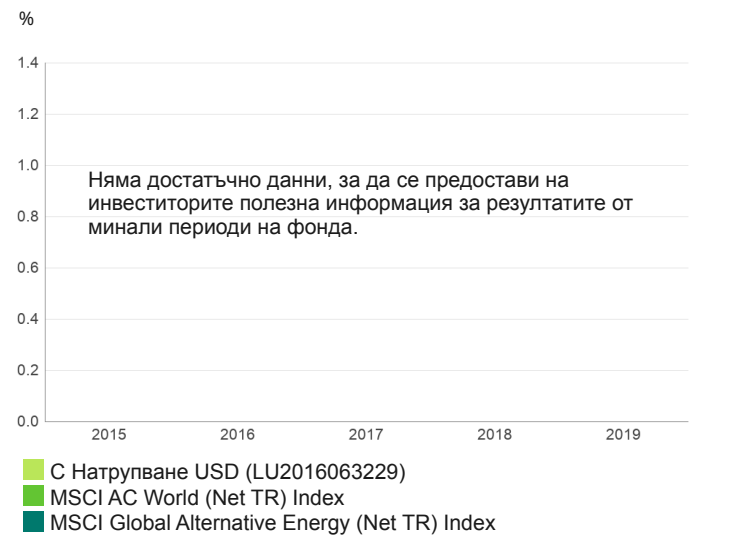 %
1.4
1.2
1.0
Няма достатъчно данни, за да се предостави на
инвеститорите полезна информация за резултатите от
минали периоди на фонда.
0.8
0.6
0.4
0.2
0.0
2015 2016 2017 2018 2019
С Натрупване USD (LU2016063229)
MSCI AC World (Net TR) Index
MSCI Global Alternative Energy (Net TR) Index